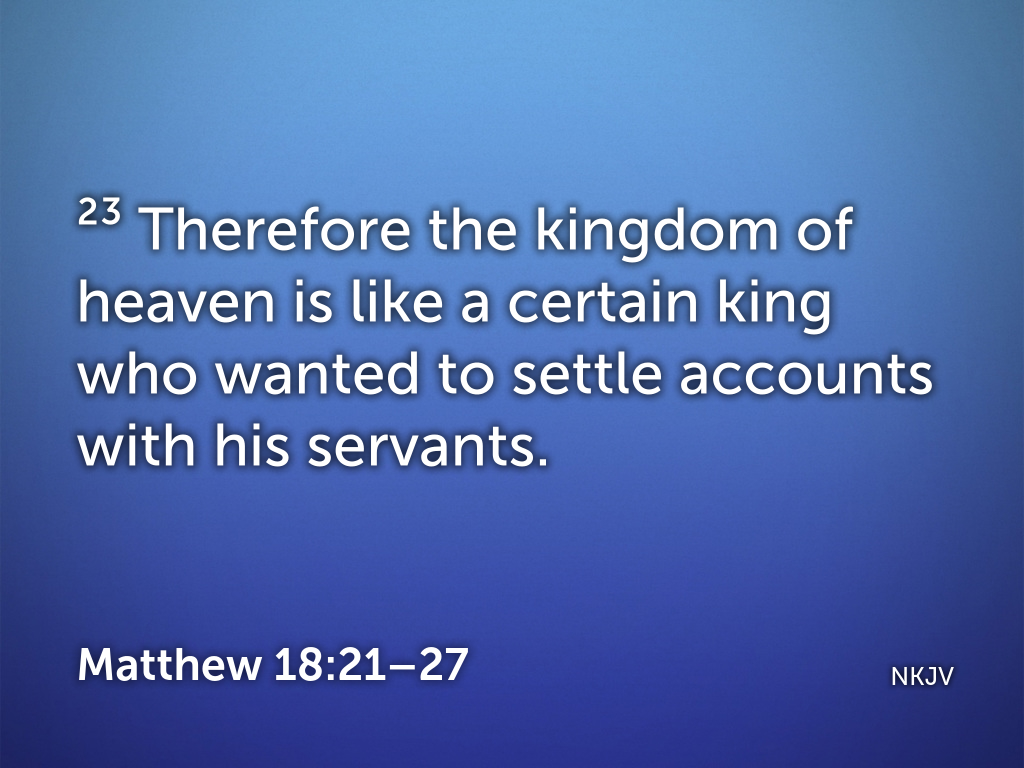 23 Therefore the kingdom of
heaven is like a certain king
who wanted to settle accounts
with his servants.
Matthew 18:21–27
NKJV